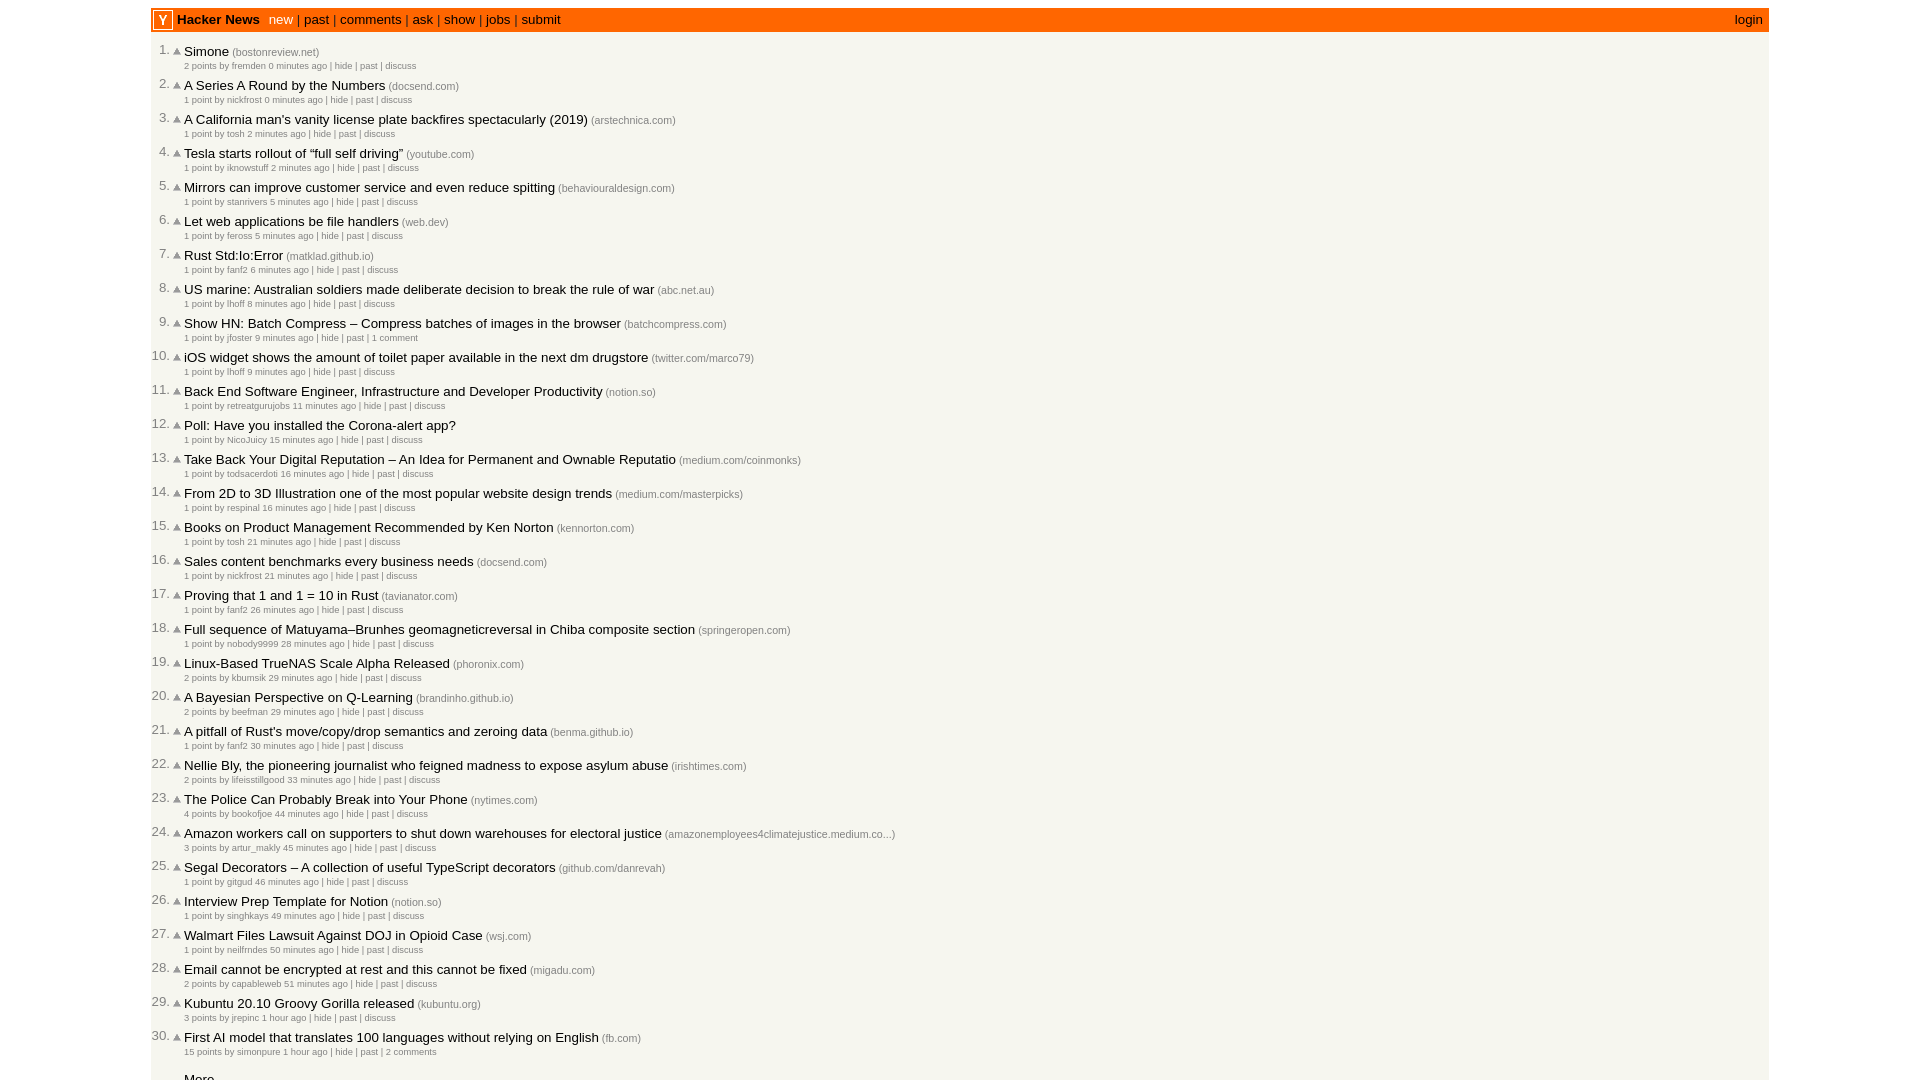 Y Hacker News new | past | comments | ask | show | jobs | submit login
1. Simone (bostonreview.net)
2 points by fremden 0 minutes ago | hide | past | discuss
2. A Series A Round by the Numbers (docsend.com)
1 point by nickfrost 0 minutes ago | hide | past | discuss
3. A California man's vanity license plate backfires spectacularly (2019) (arstechnica.com)
1 point by tosh 2 minutes ago | hide | past | discuss
4. Tesla starts rollout of “full self driving” (youtube.com)
1 point by iknowstuff 2 minutes ago | hide | past | discuss
5. Mirrors can improve customer service and even reduce spitting (behaviouraldesign.com)
1 point by stanrivers 5 minutes ago | hide | past | discuss
6. Let web applications be file handlers (web.dev)
1 point by feross 5 minutes ago | hide | past | discuss
7. Rust Std:Io:Error (matklad.github.io)
1 point by fanf2 6 minutes ago | hide | past | discuss
8. US marine: Australian soldiers made deliberate decision to break the rule of war (abc.net.au)
1 point by lhoff 8 minutes ago | hide | past | discuss
9. Show HN: Batch Compress – Compress batches of images in the browser (batchcompress.com)
1 point by jfoster 9 minutes ago | hide | past | 1 comment
10. iOS widget shows the amount of toilet paper available in the next dm drugstore (twitter.com/marco79)
1 point by lhoff 9 minutes ago | hide | past | discuss
11. Back End Software Engineer, Infrastructure and Developer Productivity (notion.so)
1 point by retreatgurujobs 11 minutes ago | hide | past | discuss
12. Poll: Have you installed the Corona-alert app?
1 point by NicoJuicy 15 minutes ago | hide | past | discuss
13. Take Back Your Digital Reputation – An Idea for Permanent and Ownable Reputatio (medium.com/coinmonks)
1 point by todsacerdoti 16 minutes ago | hide | past | discuss
14. From 2D to 3D Illustration one of the most popular website design trends (medium.com/masterpicks)
1 point by respinal 16 minutes ago | hide | past | discuss
15. Books on Product Management Recommended by Ken Norton (kennorton.com)
1 point by tosh 21 minutes ago | hide | past | discuss
16. Sales content benchmarks every business needs (docsend.com)
1 point by nickfrost 21 minutes ago | hide | past | discuss
17. Proving that 1 and 1 = 10 in Rust (tavianator.com)
1 point by fanf2 26 minutes ago | hide | past | discuss
18. Full sequence of Matuyama–Brunhes geomagneticreversal in Chiba composite section (springeropen.com)
1 point by nobody9999 28 minutes ago | hide | past | discuss
19. Linux-Based TrueNAS Scale Alpha Released (phoronix.com)
2 points by kbumsik 29 minutes ago | hide | past | discuss
20. A Bayesian Perspective on Q-Learning (brandinho.github.io)
2 points by beefman 29 minutes ago | hide | past | discuss
21. A pitfall of Rust's move/copy/drop semantics and zeroing data (benma.github.io)
1 point by fanf2 30 minutes ago | hide | past | discuss
22. Nellie Bly, the pioneering journalist who feigned madness to expose asylum abuse (irishtimes.com)
2 points by lifeisstillgood 33 minutes ago | hide | past | discuss
23. The Police Can Probably Break into Your Phone (nytimes.com)
4 points by bookofjoe 44 minutes ago | hide | past | discuss
24. Amazon workers call on supporters to shut down warehouses for electoral justice (amazonemployees4climatejustice.medium.co...)
3 points by artur_makly 45 minutes ago | hide | past | discuss
25. Segal Decorators – A collection of useful TypeScript decorators (github.com/danrevah)
1 point by gitgud 46 minutes ago | hide | past | discuss
26. Interview Prep Template for Notion (notion.so)
1 point by singhkays 49 minutes ago | hide | past | discuss
27. Walmart Files Lawsuit Against DOJ in Opioid Case (wsj.com)
1 point by neilfrndes 50 minutes ago | hide | past | discuss
28. Email cannot be encrypted at rest and this cannot be fixed (migadu.com)
2 points by capableweb 51 minutes ago | hide | past | discuss
29. Kubuntu 20.10 Groovy Gorilla released (kubuntu.org)
3 points by jrepinc 1 hour ago | hide | past | discuss
30. First AI model that translates 100 languages without relying on English (fb.com)
15 points by simonpure 1 hour ago | hide | past | 2 comments
More